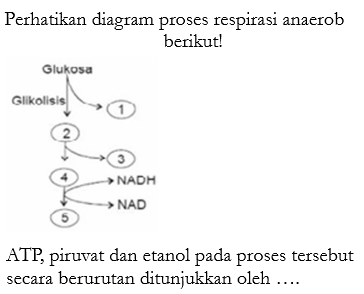 Perhatikan diagram proses respirasi anaerob
berikut!
Glukosa
Glikolisis
1
2
3
4
NADH
NAD
5
ATP, piruvat dan etanol pada proses tersebut
secara berurutan ditunjukkan oleh ....